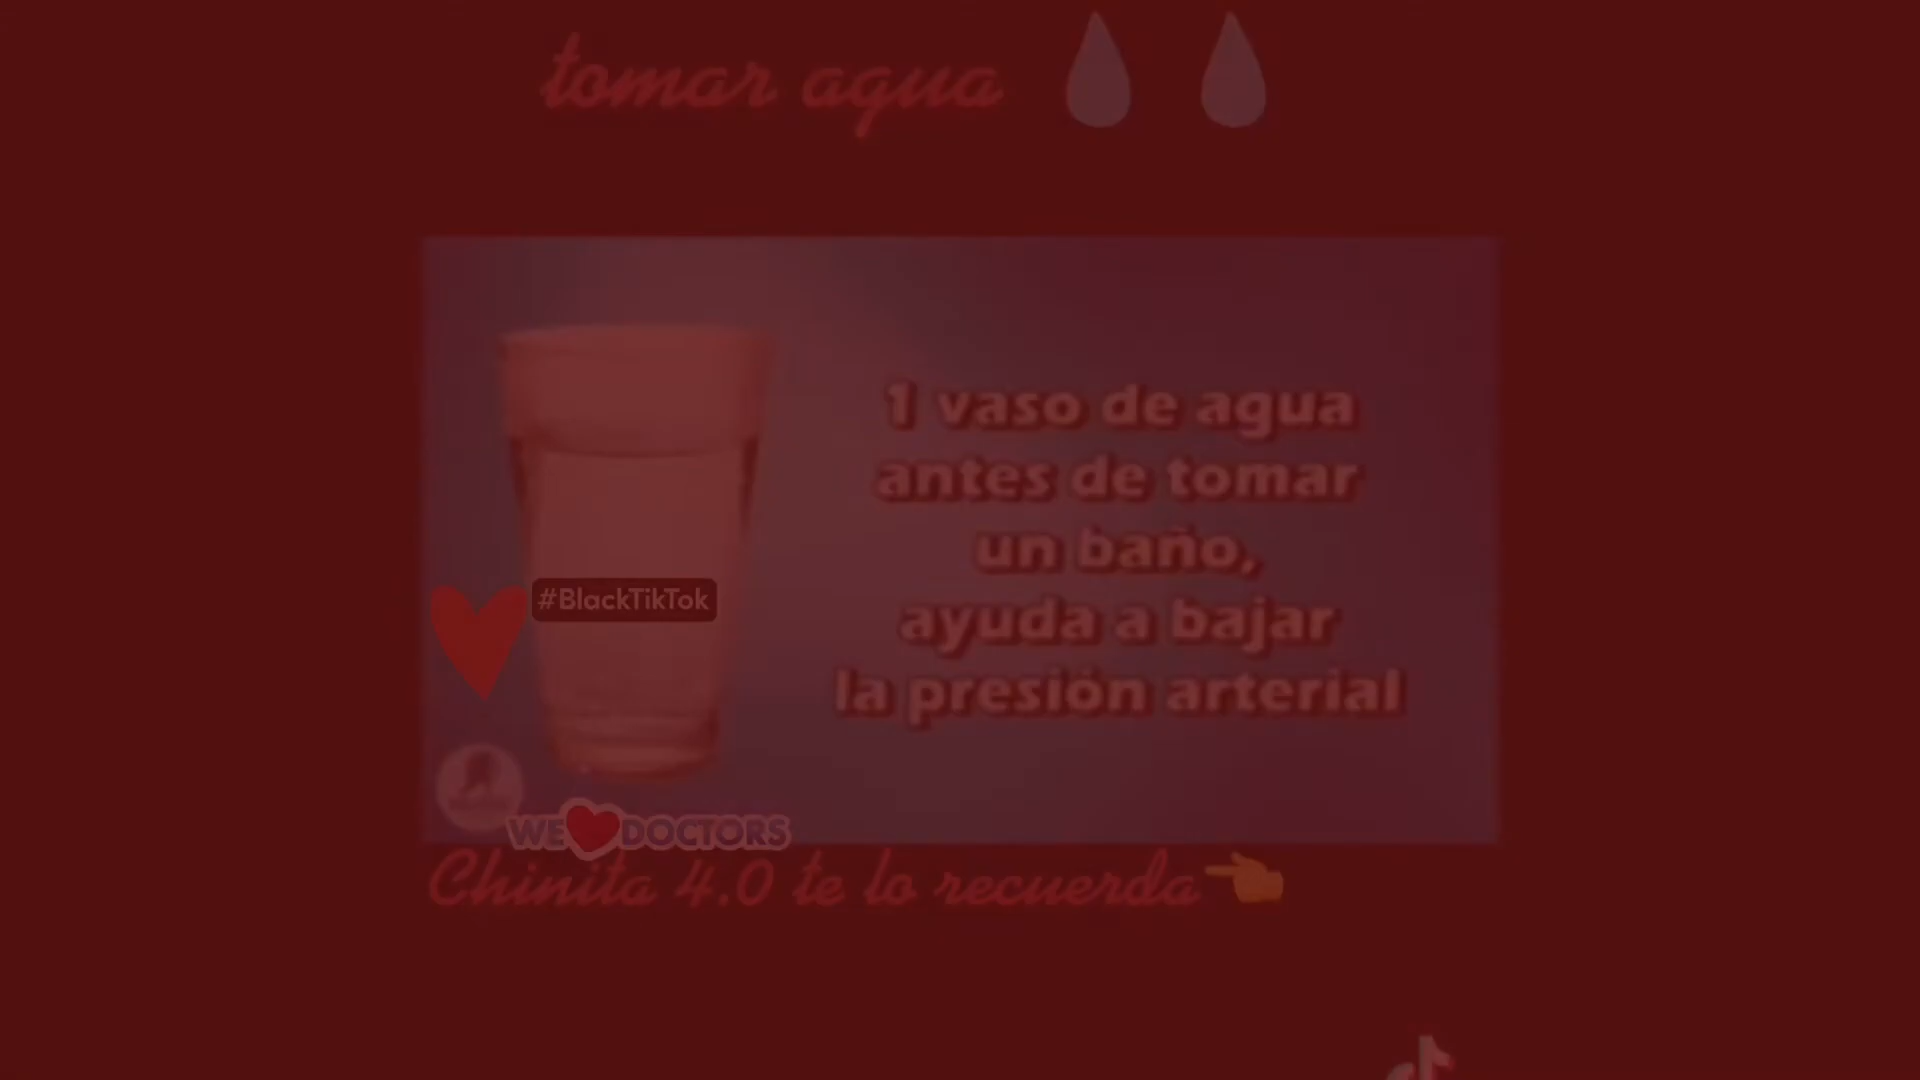 tomar agua
1 vaso de agua
antes de tomar
un baño,
ayuda a bajar
la presión arterial
#BlackTikTok
WE DOCTORS
Chinita 4.0 te lo recuerda